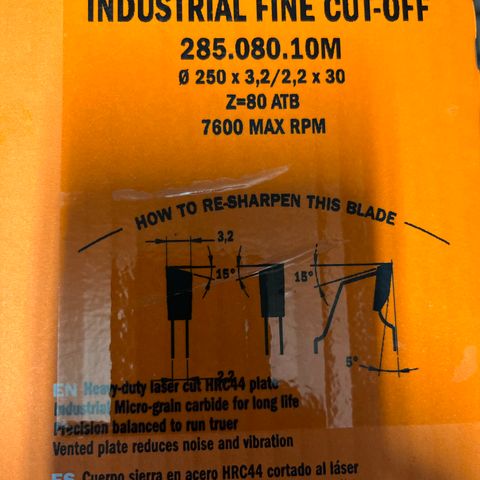 INDUSTRIAL FINE CUT-OFF
285.080.10M
Ø 250 x 3,2/2,2 x 30
Z=80 ATB
7600 MAX RPM
HOW TO RE-SHARPEN THIS BLADE
3,2
15°
15°
5°
2,2
EN Heavy-duty laser cut HRC44 plate
Industrial Micro-grain carbide for long life
Precision balanced to run truer
Vented plate reduces noise and vibration
ES Cuerpo sierra en acero HRC44 cortado al láser